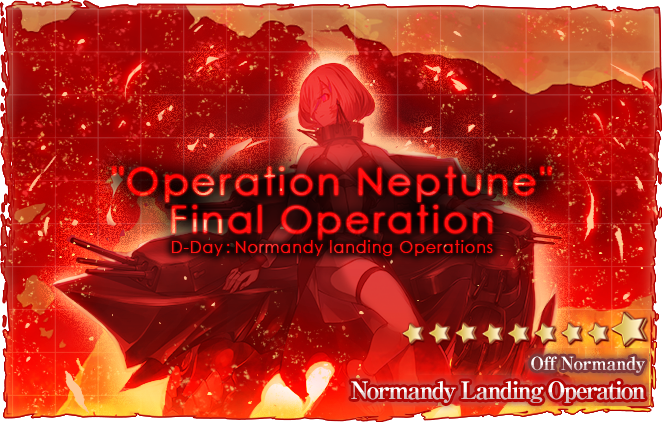 "Operation Neptune"
Final Operation
D-Day: Normandy landing Operations
Off Normandy
Normandy Landing Operation